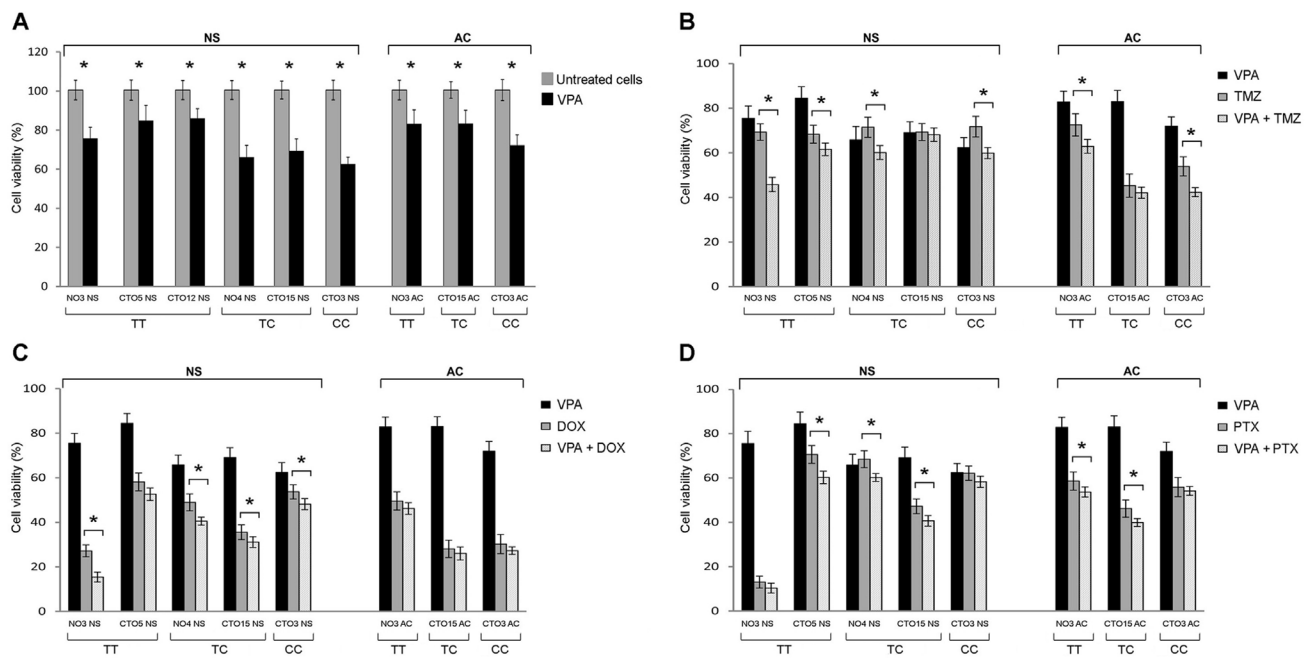 A
NS
AC
120
100
80
60
40
20
0
Cell viability (%)
* * * * * * * * *
Untreated cells
VPA
NO3 NS CTO5 NS CTO12 NS NO4 NS CTO15 NS CTO3 NS NO3 AC CTO15 AC CTO3 AC
TT TC CC TT TC CC
B
NS
AC
100
80
60
40
20
0
Cell viability (%)
* * * * * *
VPA
TMZ
VPA + TMZ
NO3 NS CTO5 NS NO4 NS CTO15 NS CTO3 NS NO3 AC CTO15 AC CTO3 AC
TT TC CC TT TC CC
C
NS
AC
100
80
60
40
20
0
Cell viability (%)
* * * *
VPA
DOX
VPA + DOX
NO3 NS CTO5 NS NO4 NS CTO15 NS CTO3 NS NO3 AC CTO15 AC CTO3 AC
TT TC CC TT TC CC
D
NS
AC
100
80
60
40
20
0
Cell viability (%)
* * * * *
VPA
PTX
VPA + PTX
NO3 NS CTO5 NS NO4 NS CTO15 NS CTO3 NS NO3 AC CTO15 AC CTO3 AC
TT TC CC TT TC CC